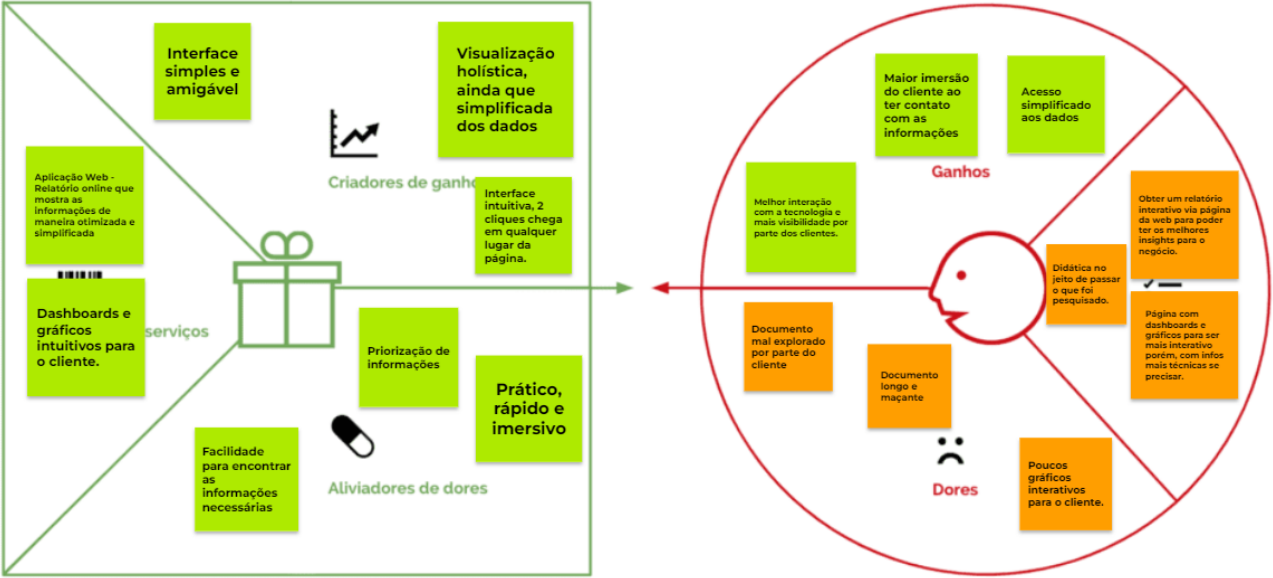 Interface
simples e
amigável
Visualização
holística,
ainda que
simplificada
dos dados
Criadores de ganho
Aplicação Web -
Relatório online que
mostra as
informações de
maneira otimizada e
simplificada
Interface
intuitiva, 2
cliques chega
em qualquer
lugar da
página.
Dashboards e
gráficos
intuitivos para
o cliente.
serviços
Priorização de
informações
Prático,
rápido e
imersivo
Facilidade
para encontrar
as
informações
necessárias
Aliviadores de dores
Maior imersão
do cliente ao
ter contato
com as
informações
Acesso
simplificado
aos dados
Ganhos
Melhor interação
com a tecnologia e
mais visibilidade por
parte dos clientes.
Obter um relatório
interativo via página
da web para poder
ter os melhores
insights para o
negócio.
Didática no
jeito de passar
o que foi
pesquisado.
Página com
dashboards e
gráficos para ser
mais interativo
porém, com infos
mais técnicas se
precisar.
Documento
mal explorado
por parte do
cliente
Documento
longo e
maçante
Dores
Poucos
gráficos
interativos
para o cliente.